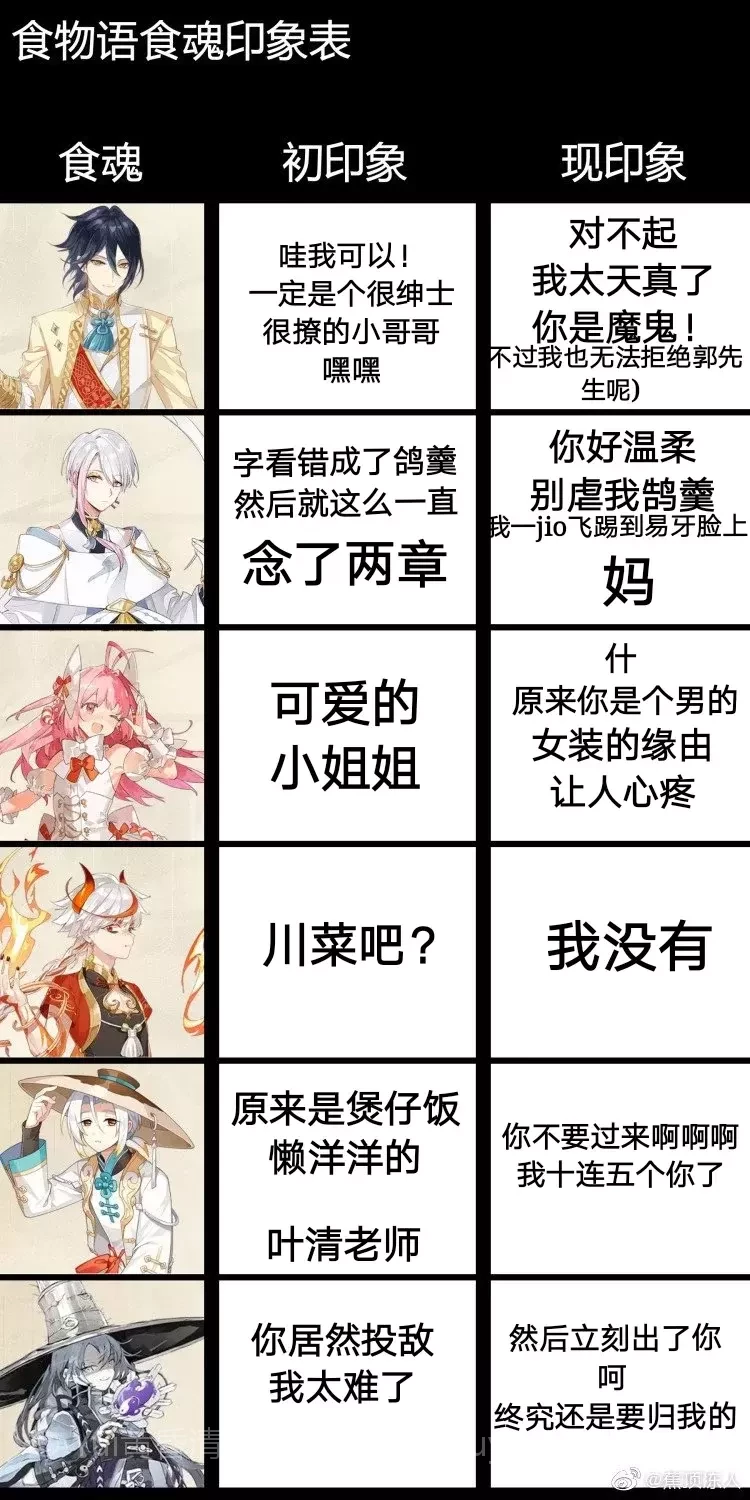 食物语食魂印象表
食魂
初印象
现印象
哇我可以！
一定是个很绅士
很撩的小哥哥
嘿嘿
对不起
我太天真了
你是魔鬼！
不过我也无法拒绝郭先
生呢)
字看错成了鸽羹
然后就这么一直
念了两章
你好温柔
别虐我鹄羹
我一jio飞踢到易牙脸上
妈
可爱的
小姐姐
什
原来你是个男的
女装的缘由
让人心疼
川菜吧？
我没有
原来是煲仔饭
懒洋洋的
叶清老师
你不要过来啊啊啊
我十连五个你了
你居然投敌
我太难了
然后立刻出了你
呵
终究还是要归我的